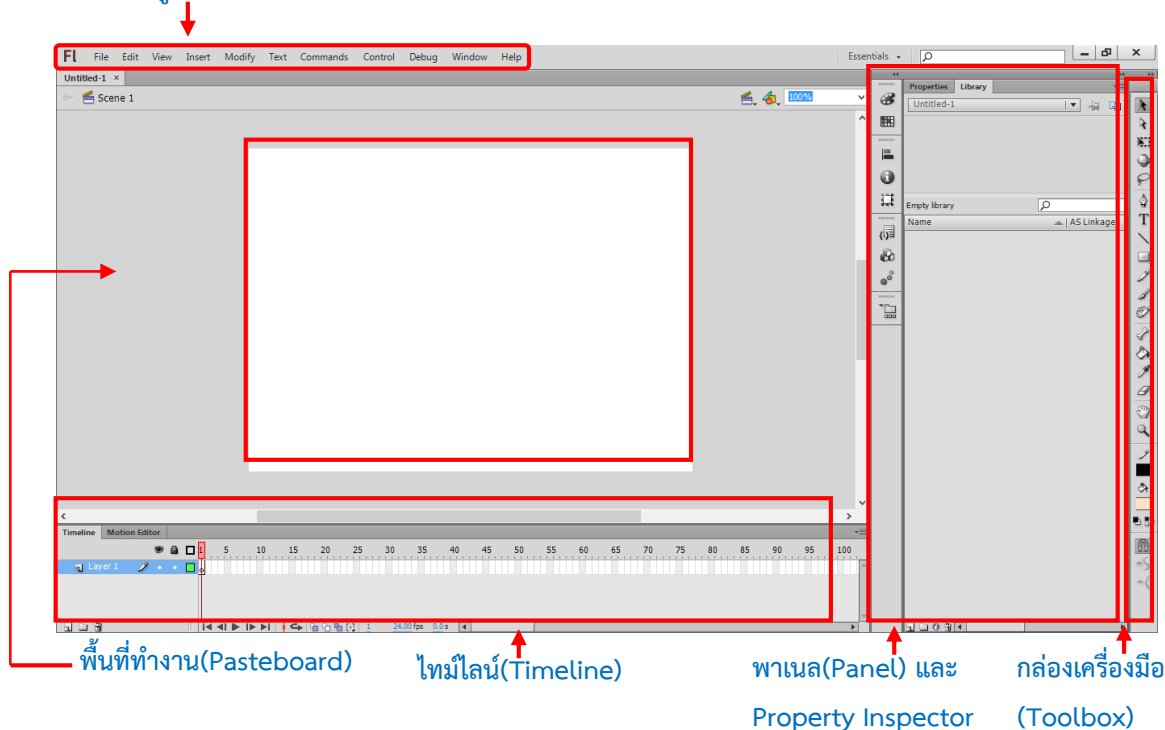 Fl File Edit View Insert Modify Text Commands Control Debug Window Help Essentials
Untitled-1 ×
Scene 1 100%
Properties Library
Untitled-1
Empty library
Name AS Linkage
Timeline Motion Editor
1 5 10 15 20 25 30 35 40 45 50 55 60 65 70 75 80 85 90 95 100
Layer 1
1 24.00 fps 0.0 s
พื้นที่ทำงาน(Pasteboard)
ไทม์ไลน์(Timeline)
พาเนล(Panel) และ
Property Inspector
กล่องเครื่องมือ
(Toolbox)